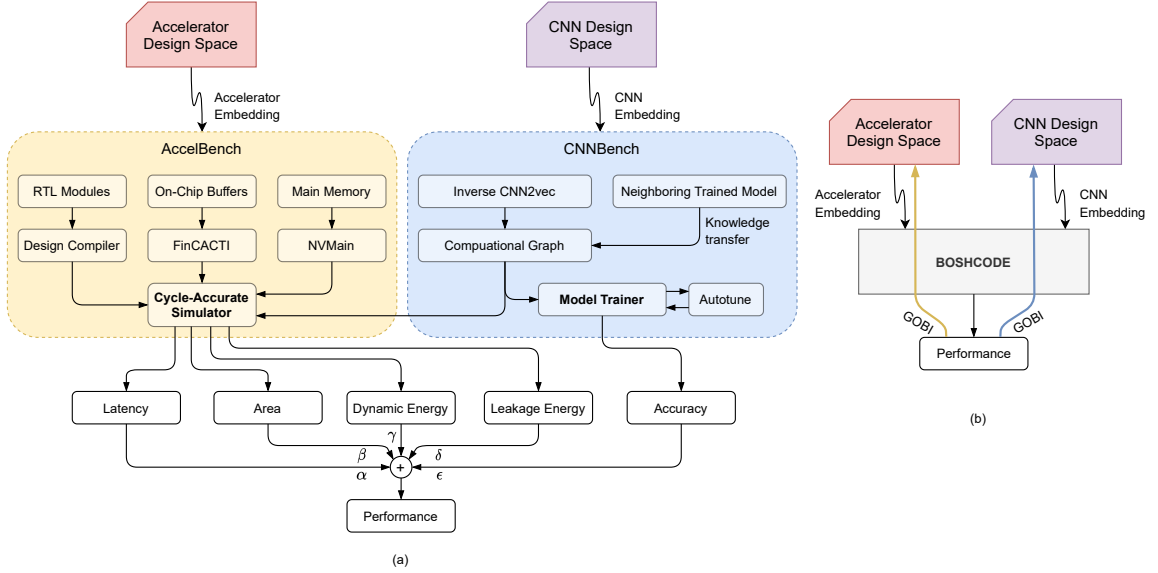 Accelerator
Design Space
CNN Design
Space
Accelerator
Embedding
CNN
Embedding
AccelBench
CNNBench
RTL Modules
On-Chip Buffers
Main Memory
Inverse CNN2vec
Neighboring Trained Model
Knowledge
transfer
Design Compiler
FinCACTI
NVMain
Compuational Graph
Cycle-Accurate
Simulator
Model Trainer
Autotune
Latency
Area
Dynamic Energy
Leakage Energy
Accuracy
γ
β
δ
+
α
ϵ
Performance
(a)
Accelerator
Design Space
CNN Design
Space
Accelerator
Embedding
CNN
Embedding
BOSHCODE
GOBI
GOBI
Performance
(b)